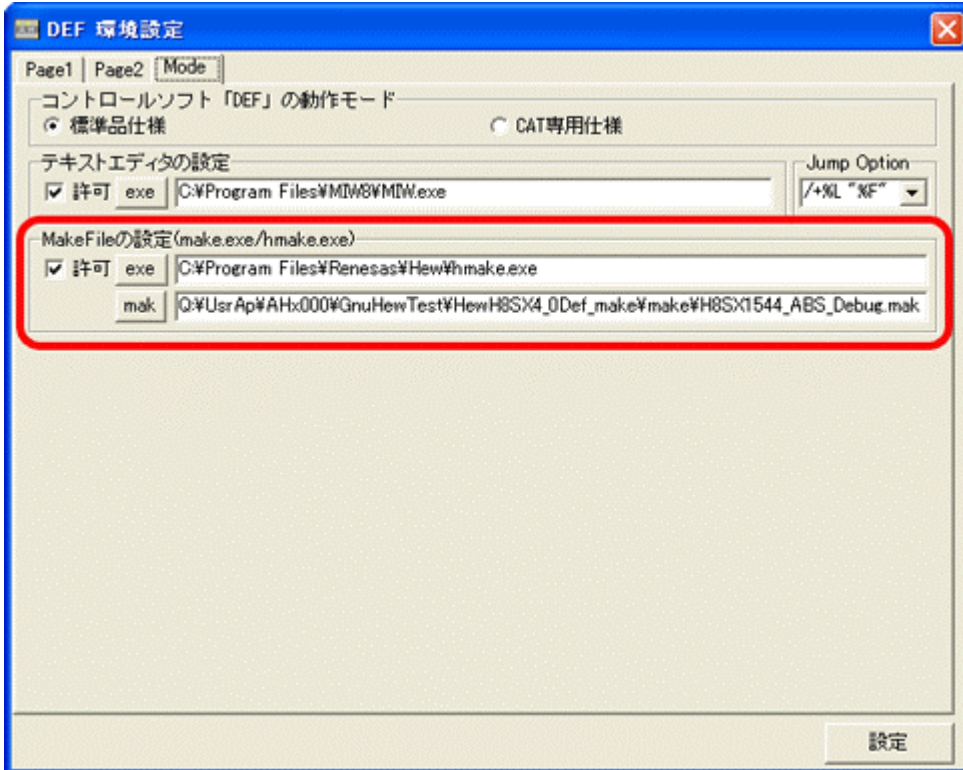 DEF 環境設定
Page1 Page2 Mode
コントロールソフト「DEF」の動作モード
標準品仕様 CAT専用仕様
テキストエディタの設定 Jump Option
許可 exe C:¥Program Files¥MIW8¥MIW.exe /+%L "%F"
MakeFileの設定(make.exe/hmake.exe)
許可 exe C:¥Program Files¥Renesas¥Hew¥hmake.exe
mak Q:¥UsrAp¥AHx000¥GnuHewTest¥HewH8SX4_0Def_make¥make¥H8SX1544_ABS_Debug.mak
設定